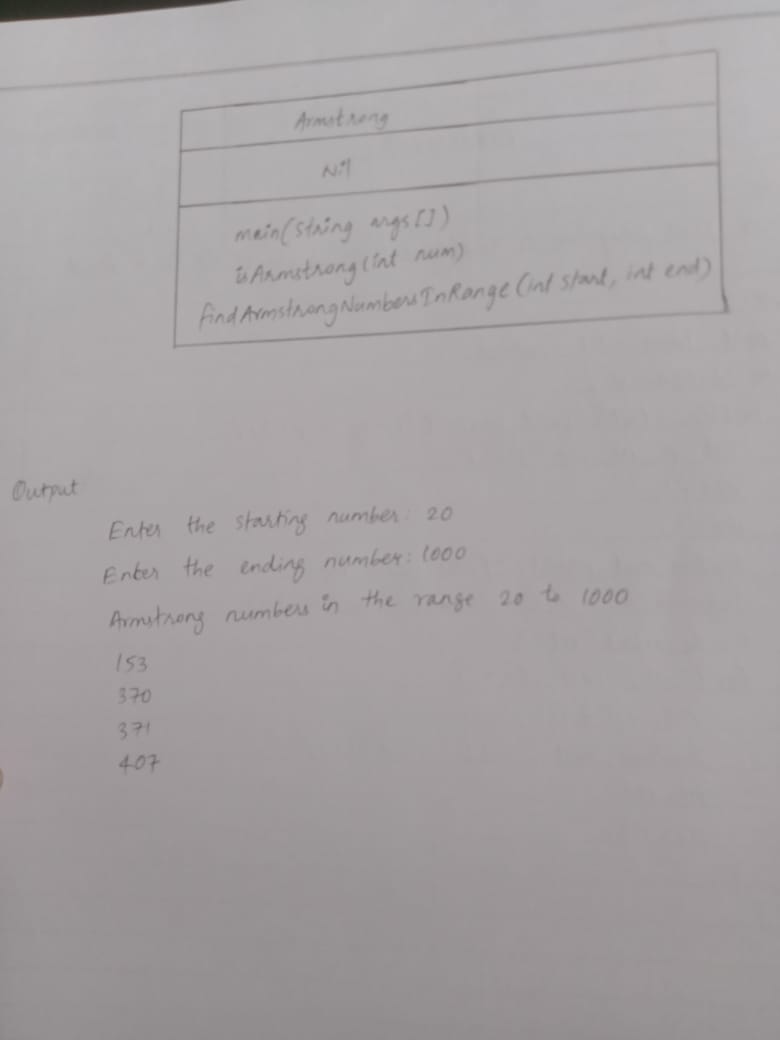 Armstrong
Nil
main(String args[])
isArmstrong(int num)
findArmstrongNumbersInRange(int start, int end)
Output
Enter the starting number: 20
Enter the ending number: 1000
Armstrong numbers in the range 20 to 1000
153
370
371
407